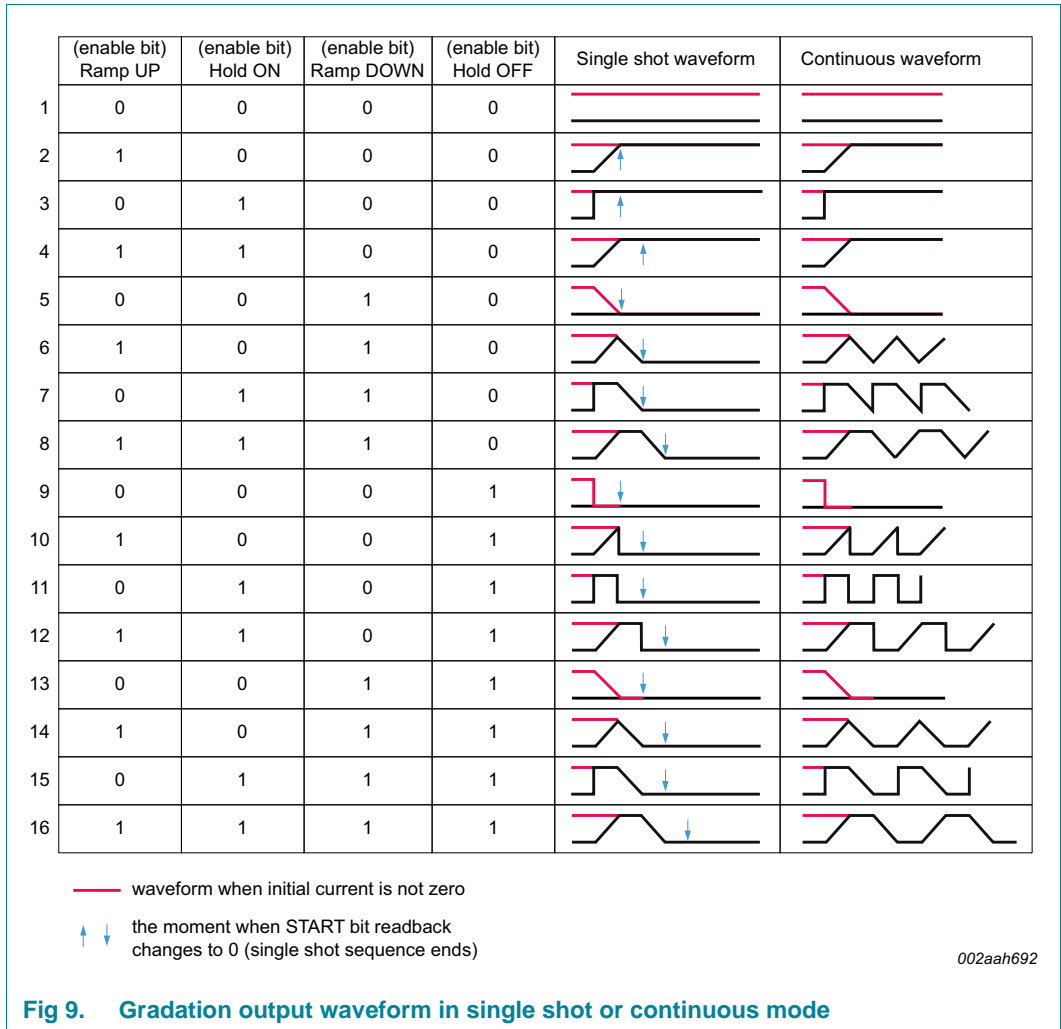 (enable bit) Ramp UP (enable bit) Hold ON (enable bit) Ramp DOWN (enable bit) Hold OFF Single shot waveform Continuous waveform
1 0 0 0 0
2 1 0 0 0
3 0 1 0 0
4 1 1 0 0
5 0 0 1 0
6 1 0 1 0
7 0 1 1 0
8 1 1 1 0
9 0 0 0 1
10 1 0 0 1
11 0 1 0 1
12 1 1 0 1
13 0 0 1 1
14 1 0 1 1
15 0 1 1 1
16 1 1 1 1
waveform when initial current is not zero
the moment when START bit readback
changes to 0 (single shot sequence ends)
002aah692
Fig 9. Gradation output waveform in single shot or continuous mode